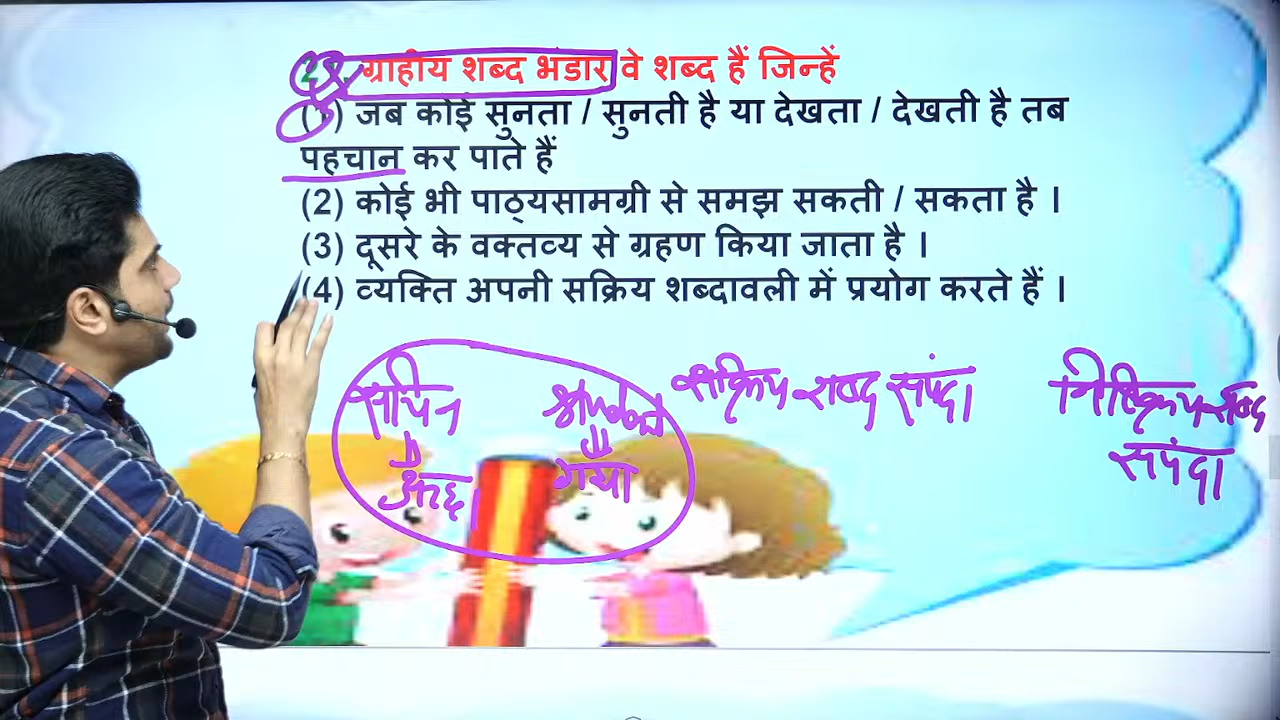 ग्राहीय शब्द भंडार वे शब्द हैं जिन्हें
(1) जब कोई सुनता / सुनती है या देखता / देखती है तब
पहचान कर पाते हैं
(2) कोई भी पाठ्यसामग्री से समझ सकती / सकता है ।
(3) दूसरे के वक्तव्य से ग्रहण किया जाता है ।
(4) व्यक्ति अपनी सक्रिय शब्दावली में प्रयोग करते हैं ।
सक्रिय शब्द संपदा
निष्क्रिय शब्द
संपदा
गया